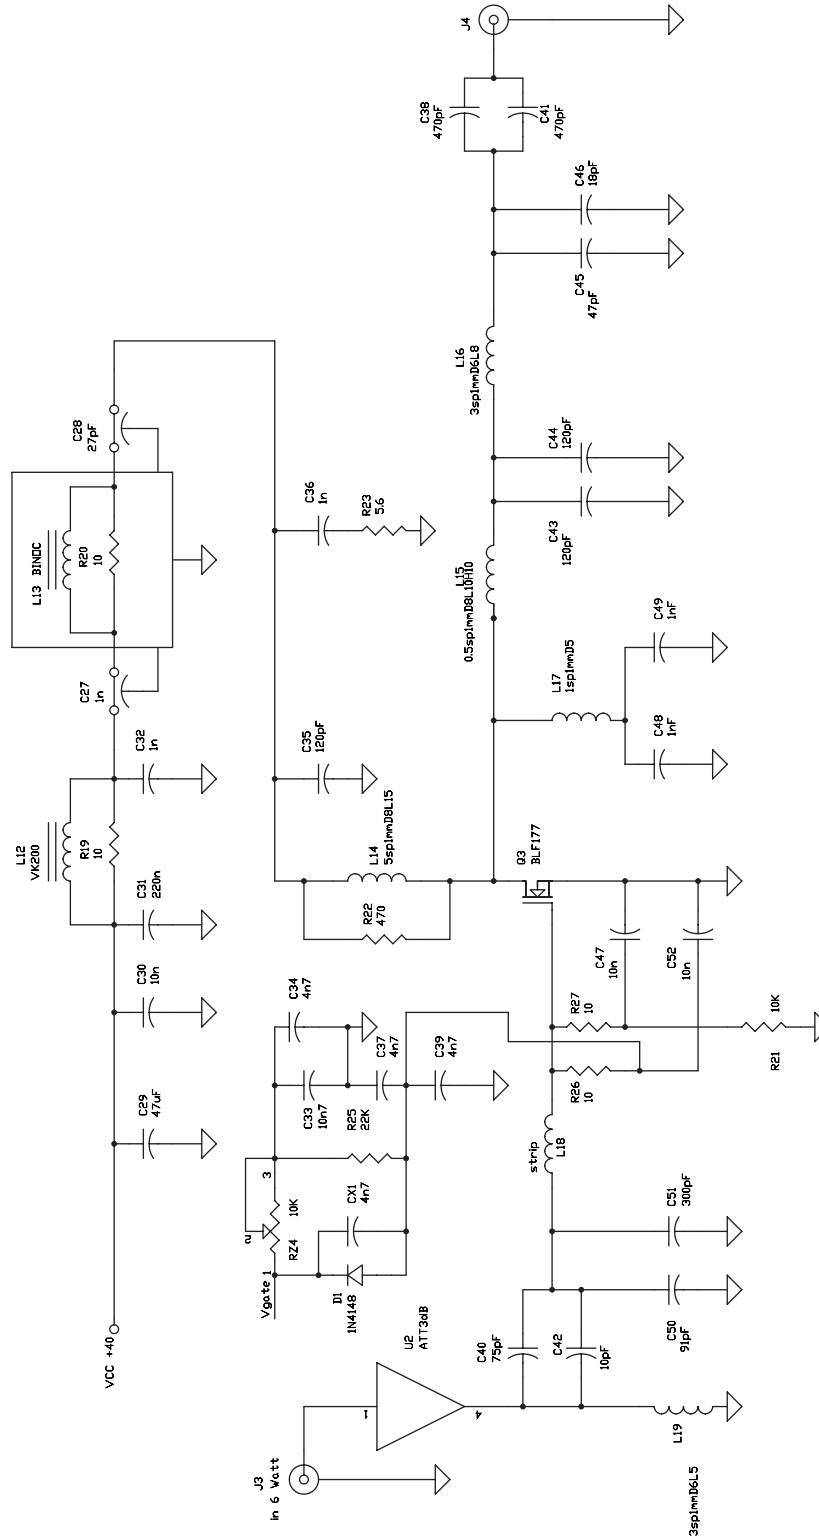 J4
C38
470pF
C41
470pF
C46
18pF
C45
47pF
L16
3sp1mmD6L8
C44
120pF
C43
120pF
L15
0.5sp1mmD8L10H10
C28
27pF
L13 BINOC
R20
10
C36
1n
R23
5.6
C27
1n
C32
1n
L12
VK200
R19
10
C31
220n
C30
10n
C29
47uF
VCC +40
C35
120pF
L14
5sp1mmD8L15
R22
470
L17
1sp1mmD5
C49
1nF
C48
1nF
Q3
BLF177
C47
10n
C52
10n
R27
10
R26
10
10K
R21
C34
4n7
C37
4n7
C39
4n7
C33
10n7
R25
22K
CX1
4n7
3
2
10K
RZ4
Vgate 1
D1
1N4148
strip
L18
C51
300pF
C50
91pF
C40
75pF
C42
10pF
U2
ATT3dB
1
4
L19
3sp1mmD6L5
J3
in 6 Watt